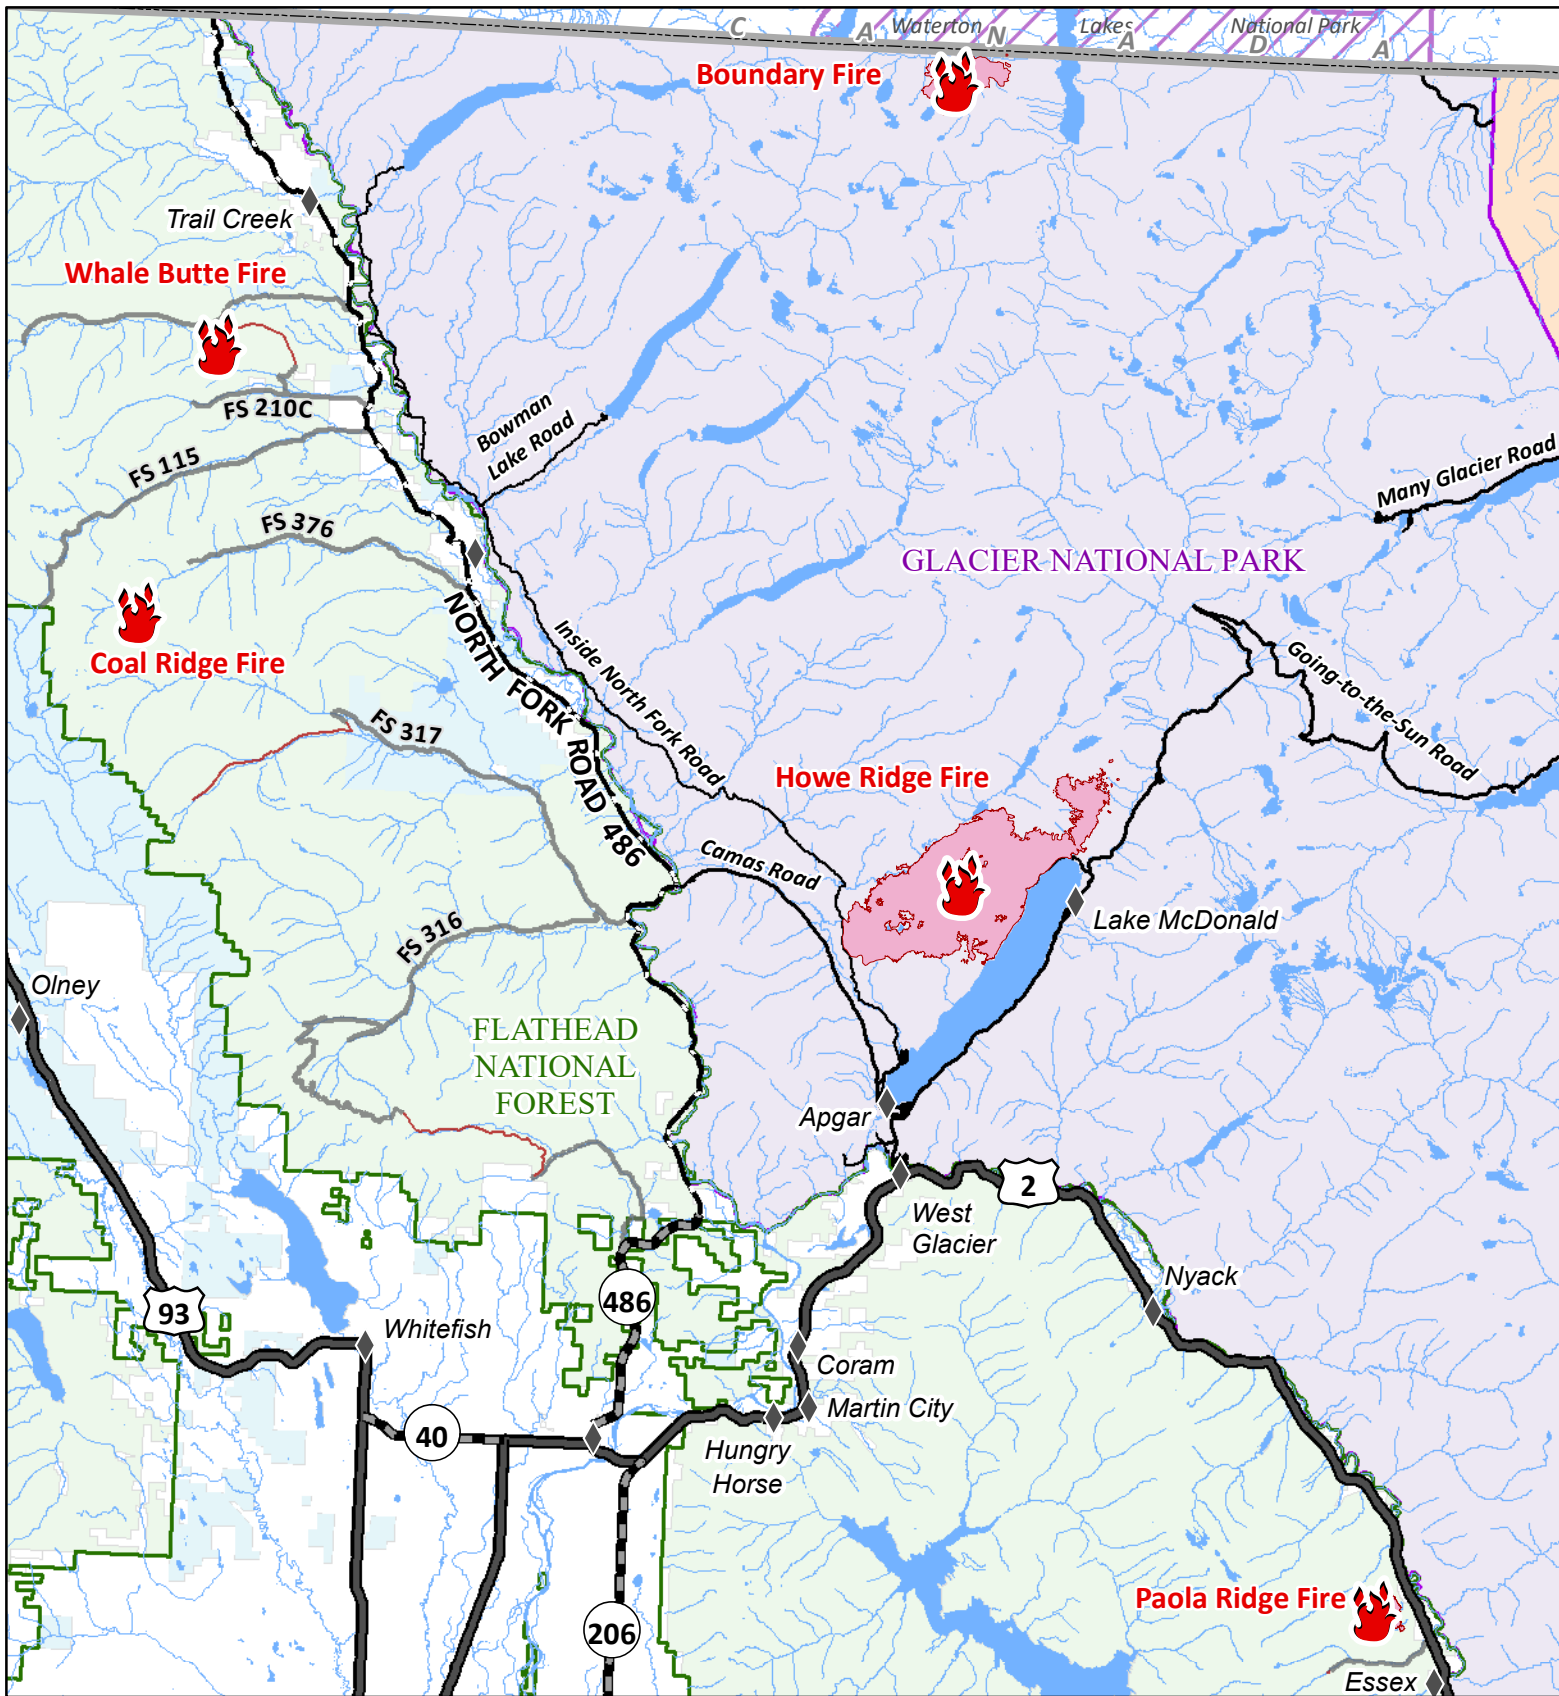 C A N A D A
Waterton Lakes National Park
Boundary Fire
Trail Creek
Whale Butte Fire
FS 210C
Bowman
Lake Road
FS 115
Many Glacier Road
FS 376
GLACIER NATIONAL PARK
Coal Ridge Fire
NORTH FORK ROAD 486
Inside North Fork Road
Going-to-the-Sun Road
FS 317
Howe Ridge Fire
Camas Road
Lake McDonald
FS 316
Olney
FLATHEAD
NATIONAL
FOREST
Apgar
2
West
Glacier
Nyack
93
486
Whitefish
Coram
Martin City
40
Hungry
Horse
Paola Ridge Fire
206
Essex